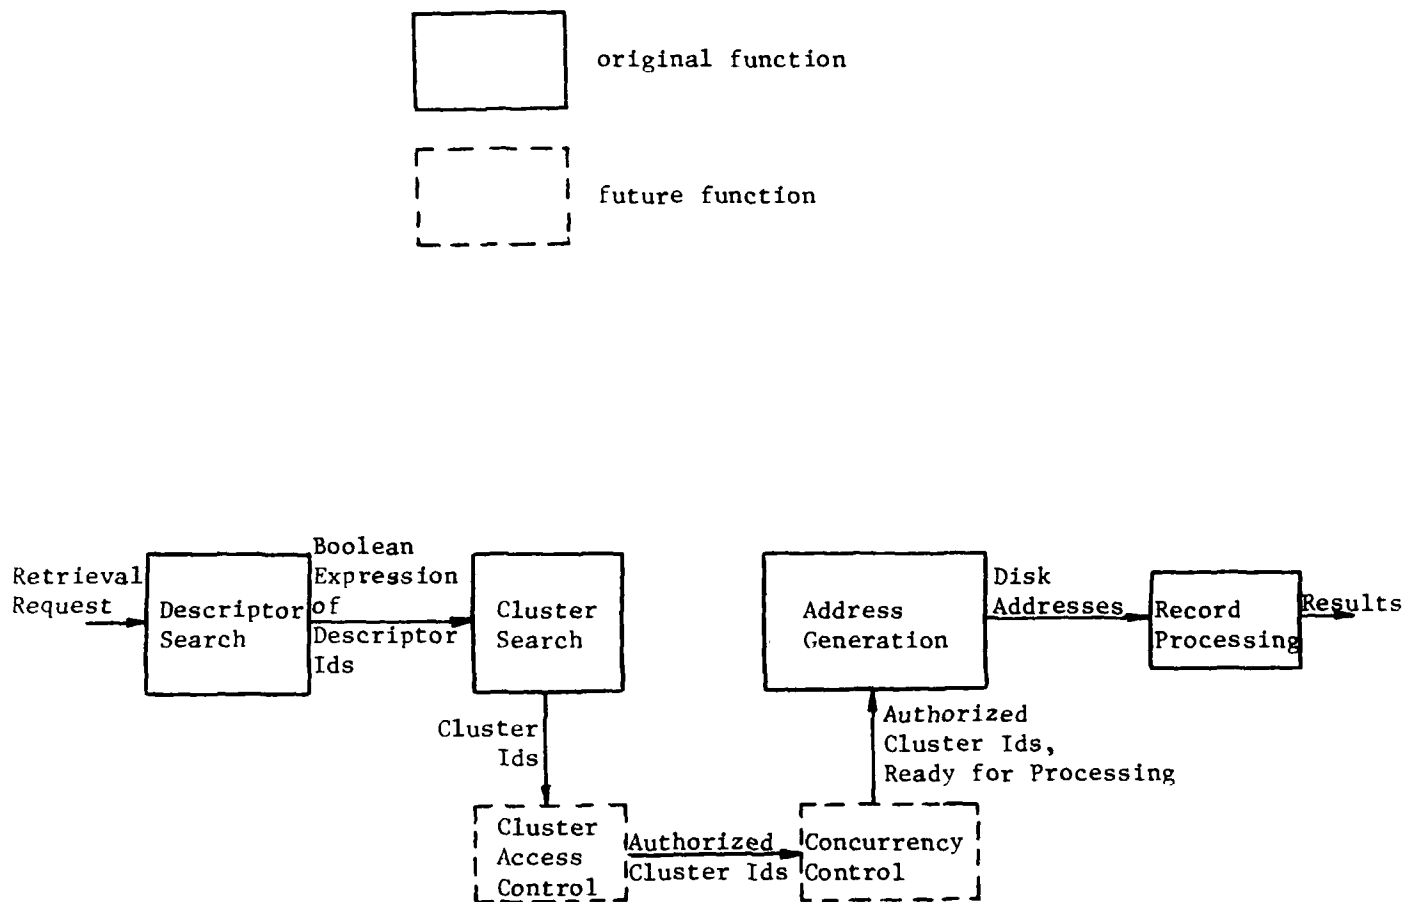 original function
future function
Retrieval
Request
Descriptor
Search
Boolean
Expression
of
Descriptor
Ids
Cluster
Search
Cluster
Ids
Cluster
Access
Control
Authorized
Cluster Ids
Concurrency
Control
Authorized
Cluster Ids,
Ready for Processing
Address
Generation
Disk
Addresses
Record
Processing
Results